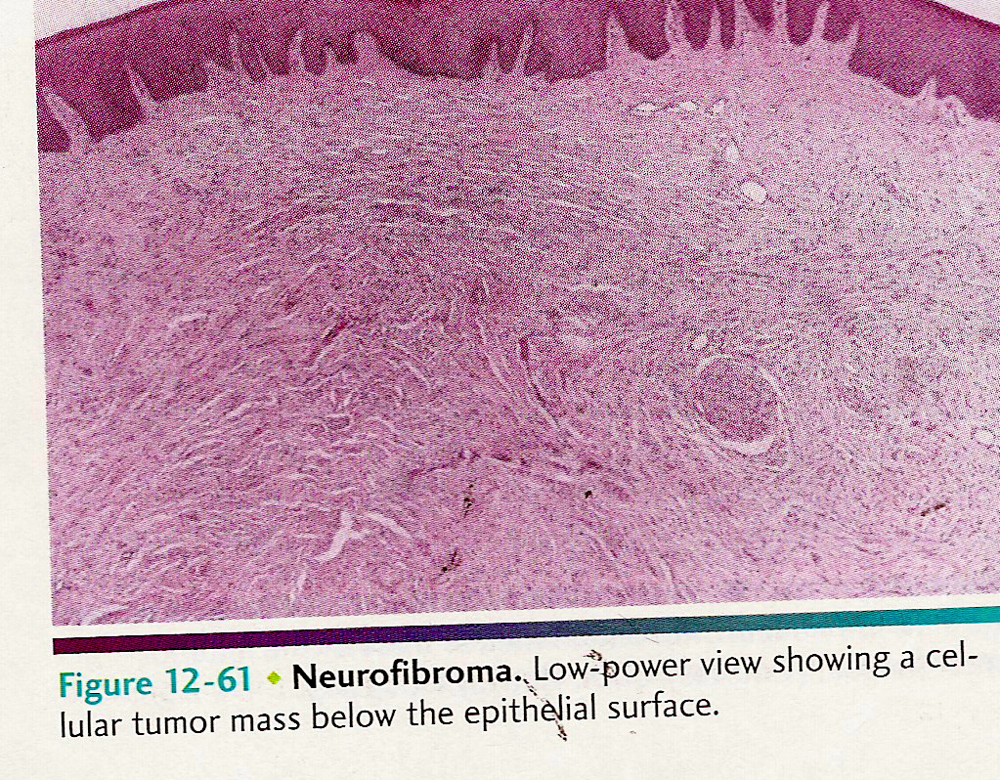 Figure 12-61 ◆ Neurofibroma. Low-power view showing a cel-
lular tumor mass below the epithelial surface.